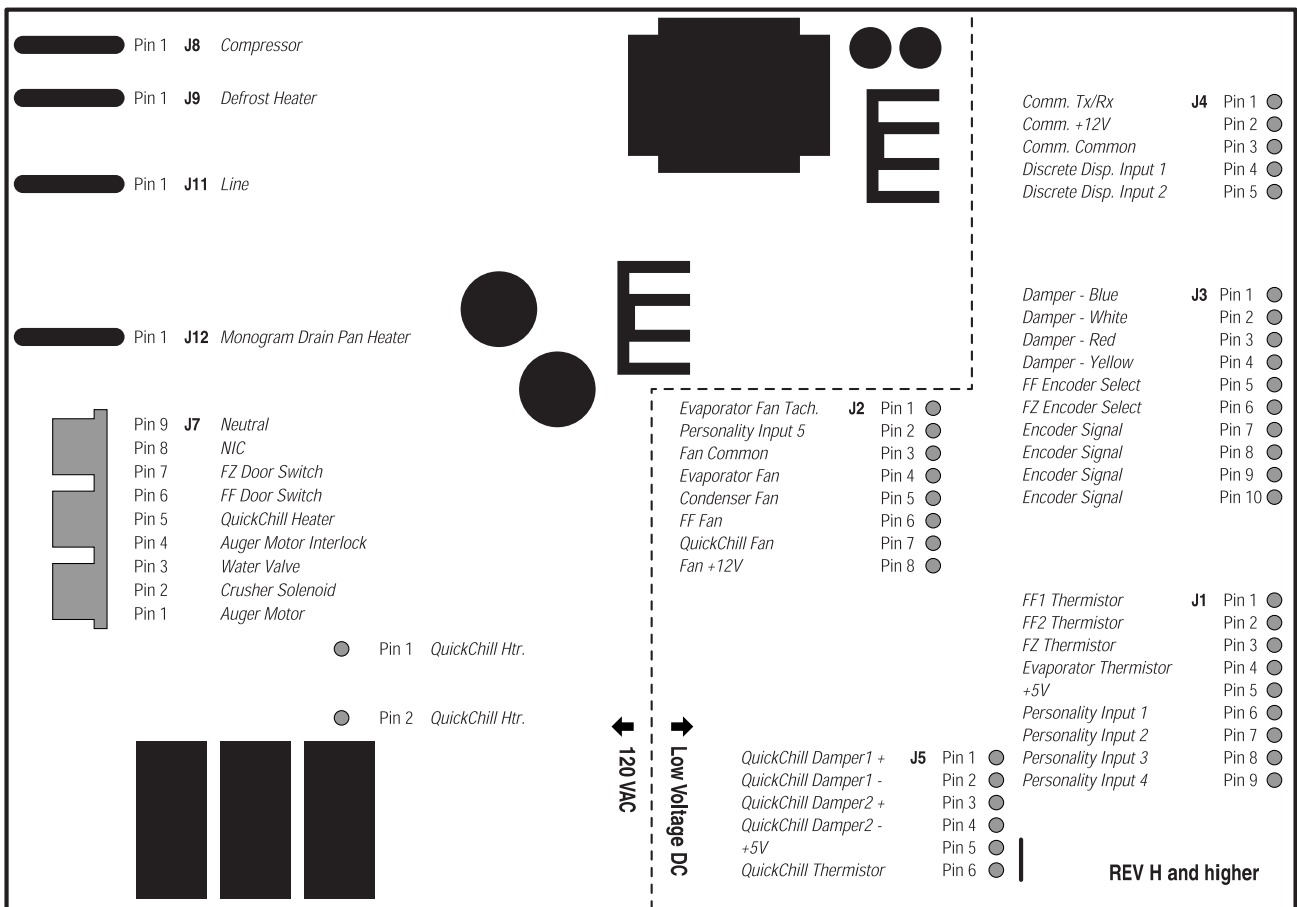 Pin 1 J8 Compressor
Pin 1 J9 Defrost Heater
Pin 1 J11 Line
Pin 1 J12 Monogram Drain Pan Heater
Pin 9 J7 Neutral
Pin 8 NIC
Pin 7 FZ Door Switch
Pin 6 FF Door Switch
Pin 5 QuickChill Heater
Pin 4 Auger Motor Interlock
Pin 3 Water Valve
Pin 2 Crusher Solenoid
Pin 1 Auger Motor
Pin 1 QuickChill Htr.
Pin 2 QuickChill Htr.
120 VAC
Low Voltage DC
Evaporator Fan Tach. J2 Pin 1
Personality Input 5 Pin 2
Fan Common Pin 3
Evaporator Fan Pin 4
Condenser Fan Pin 5
FF Fan Pin 6
QuickChill Fan Pin 7
Fan +12V Pin 8
QuickChill Damper1 + J5 Pin 1
QuickChill Damper1 - Pin 2
QuickChill Damper2 + Pin 3
QuickChill Damper2 - Pin 4
+5V Pin 5
QuickChill Thermistor Pin 6
Comm. Tx/Rx J4 Pin 1
Comm. +12V Pin 2
Comm. Common Pin 3
Discrete Disp. Input 1 Pin 4
Discrete Disp. Input 2 Pin 5
Damper - Blue J3 Pin 1
Damper - White Pin 2
Damper - Red Pin 3
Damper - Yellow Pin 4
FF Encoder Select Pin 5
FZ Encoder Select Pin 6
Encoder Signal Pin 7
Encoder Signal Pin 8
Encoder Signal Pin 9
Encoder Signal Pin 10
FF1 Thermistor J1 Pin 1
FF2 Thermistor Pin 2
FZ Thermistor Pin 3
Evaporator Thermistor Pin 4
+5V Pin 5
Personality Input 1 Pin 6
Personality Input 2 Pin 7
Personality Input 3 Pin 8
Personality Input 4 Pin 9
REV H and higher